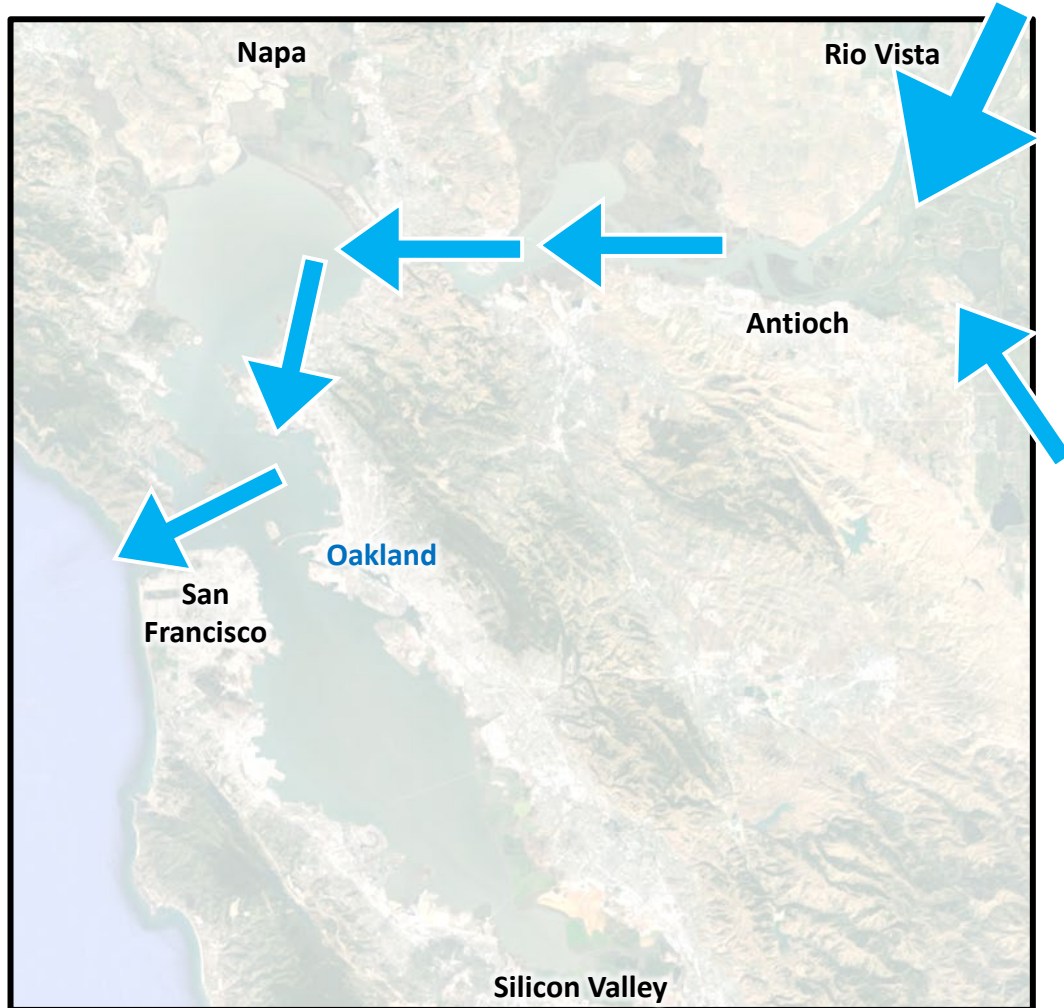 Napa
Rio Vista
Antioch
Oakland
San
Francisco
Silicon Valley